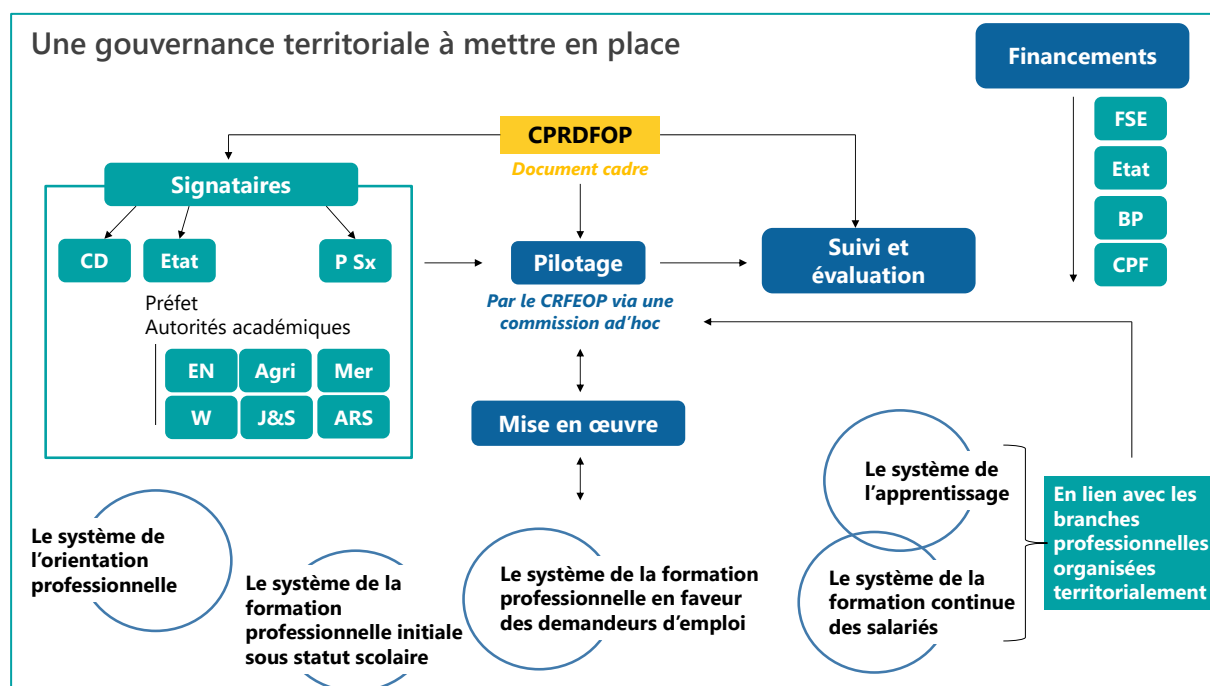 Une gouvernance territoriale à mettre en place
Financements
FSE
Etat
BP
CPF
CPRDFOP
Document cadre
Signataires
CD
Etat
P Sx
Préfet
Autorités académiques
EN
Agri
Mer
W
J&S
ARS
Pilotage
Par le CRFEOP via une
commission ad’hoc
Suivi et
évaluation
Mise en œuvre
Le système de
l’orientation
professionnelle
Le système de la
formation
professionnelle initiale
sous statut scolaire
Le système de la formation
professionnelle en faveur
des demandeurs d’emploi
Le système de
l’apprentissage
Le système de la
formation continue
des salariés
En lien avec les
branches
professionnelles
organisées
territorialement